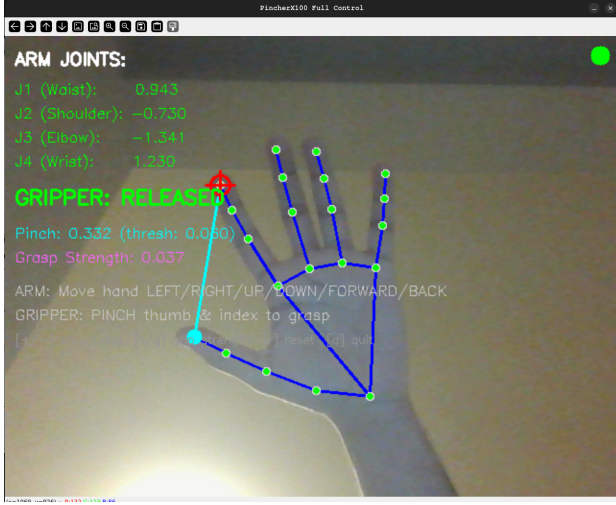 PincherX100 Full Control
ARM JOINTS:
J1 (Waist): 0.943
J2 (Shoulder): −0.730
J3 (Elbow): −1.341
J4 (Wrist): 1.230
GRIPPER: RELEASED
Pinch: 0.332 (thresh: 0.050)
Grasp Strength: 0.037
ARM: Move hand LEFT/RIGHT/UP/DOWN/FORWARD/BACK
GRIPPER: PINCH thumb & index to grasp
reset [q] quit